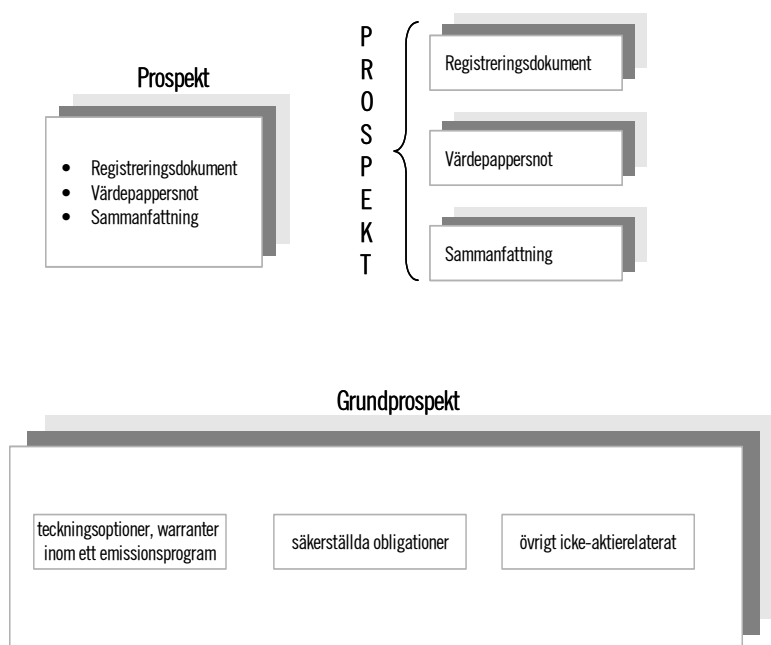 Prospekt
• Registreringsdokument
• Värdepappersnot
• Sammanfattning
P
R
O
S
P
E
K
T
Registreringsdokument
Värdepappersnot
Sammanfattning
Grundprospekt
teckningsoptioner, warranter
inom ett emissionsprogram
säkerställda obligationer
övrigt icke-aktierelaterat